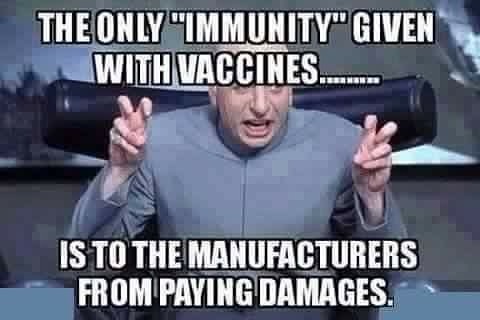 THE ONLY "IMMUNITY" GIVEN
WITH VACCINES.........
IS TO THE MANUFACTURERS
FROM PAYING DAMAGES.